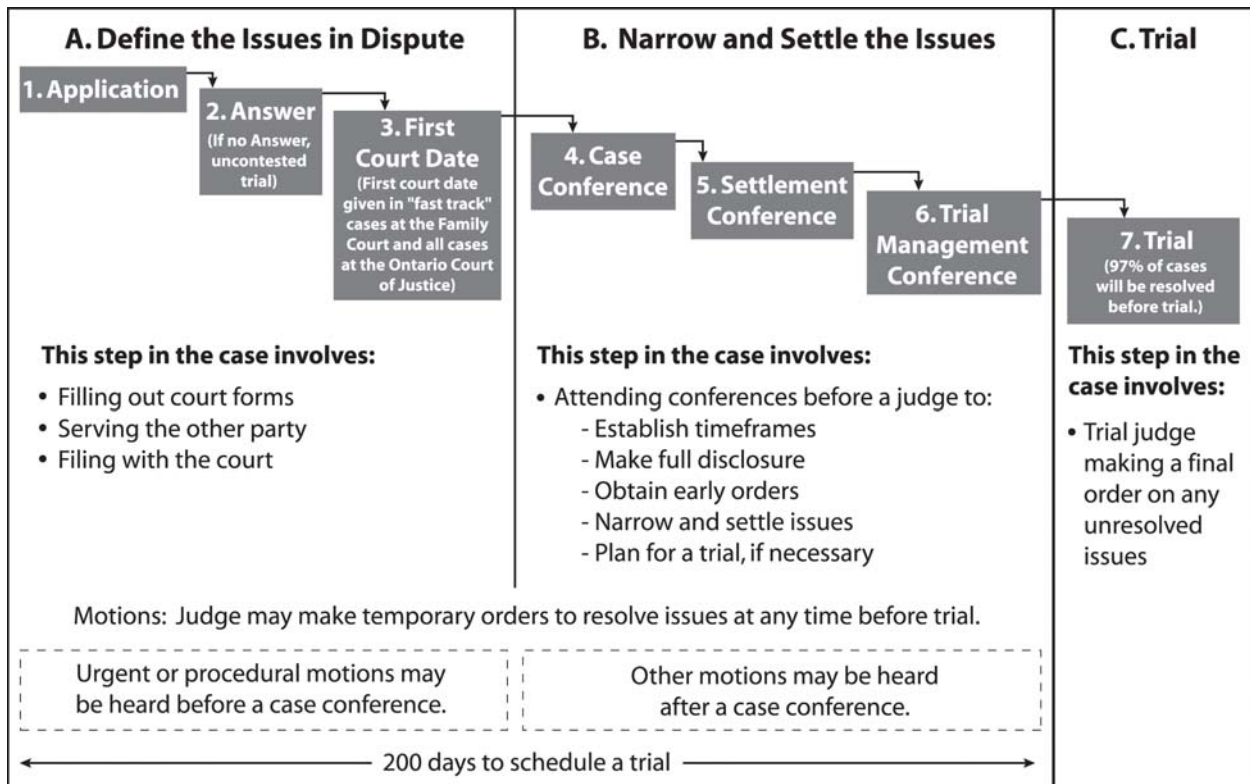 A. Define the Issues in Dispute
1. Application
2. Answer
(If no Answer,
uncontested
trial)
3. First
Court Date
(First court date
given in "fast track"
cases at the Family
Court and all cases
at the Ontario Court
of Justice)
This step in the case involves:
• Filling out court forms
• Serving the other party
• Filing with the court
B. Narrow and Settle the Issues
4. Case
Conference
5. Settlement
Conference
6. Trial
Management
Conference
This step in the case involves:
• Attending conferences before a judge to:
- Establish timeframes
- Make full disclosure
- Obtain early orders
- Narrow and settle issues
- Plan for a trial, if necessary
C. Trial
7. Trial
(97% of cases
will be resolved
before trial.)
This step in the
case involves:
• Trial judge
making a final
order on any
unresolved
issues
Motions: Judge may make temporary orders to resolve issues at any time before trial.
Urgent or procedural motions may
be heard before a case conference.
Other motions may be heard
after a case conference.
200 days to schedule a trial